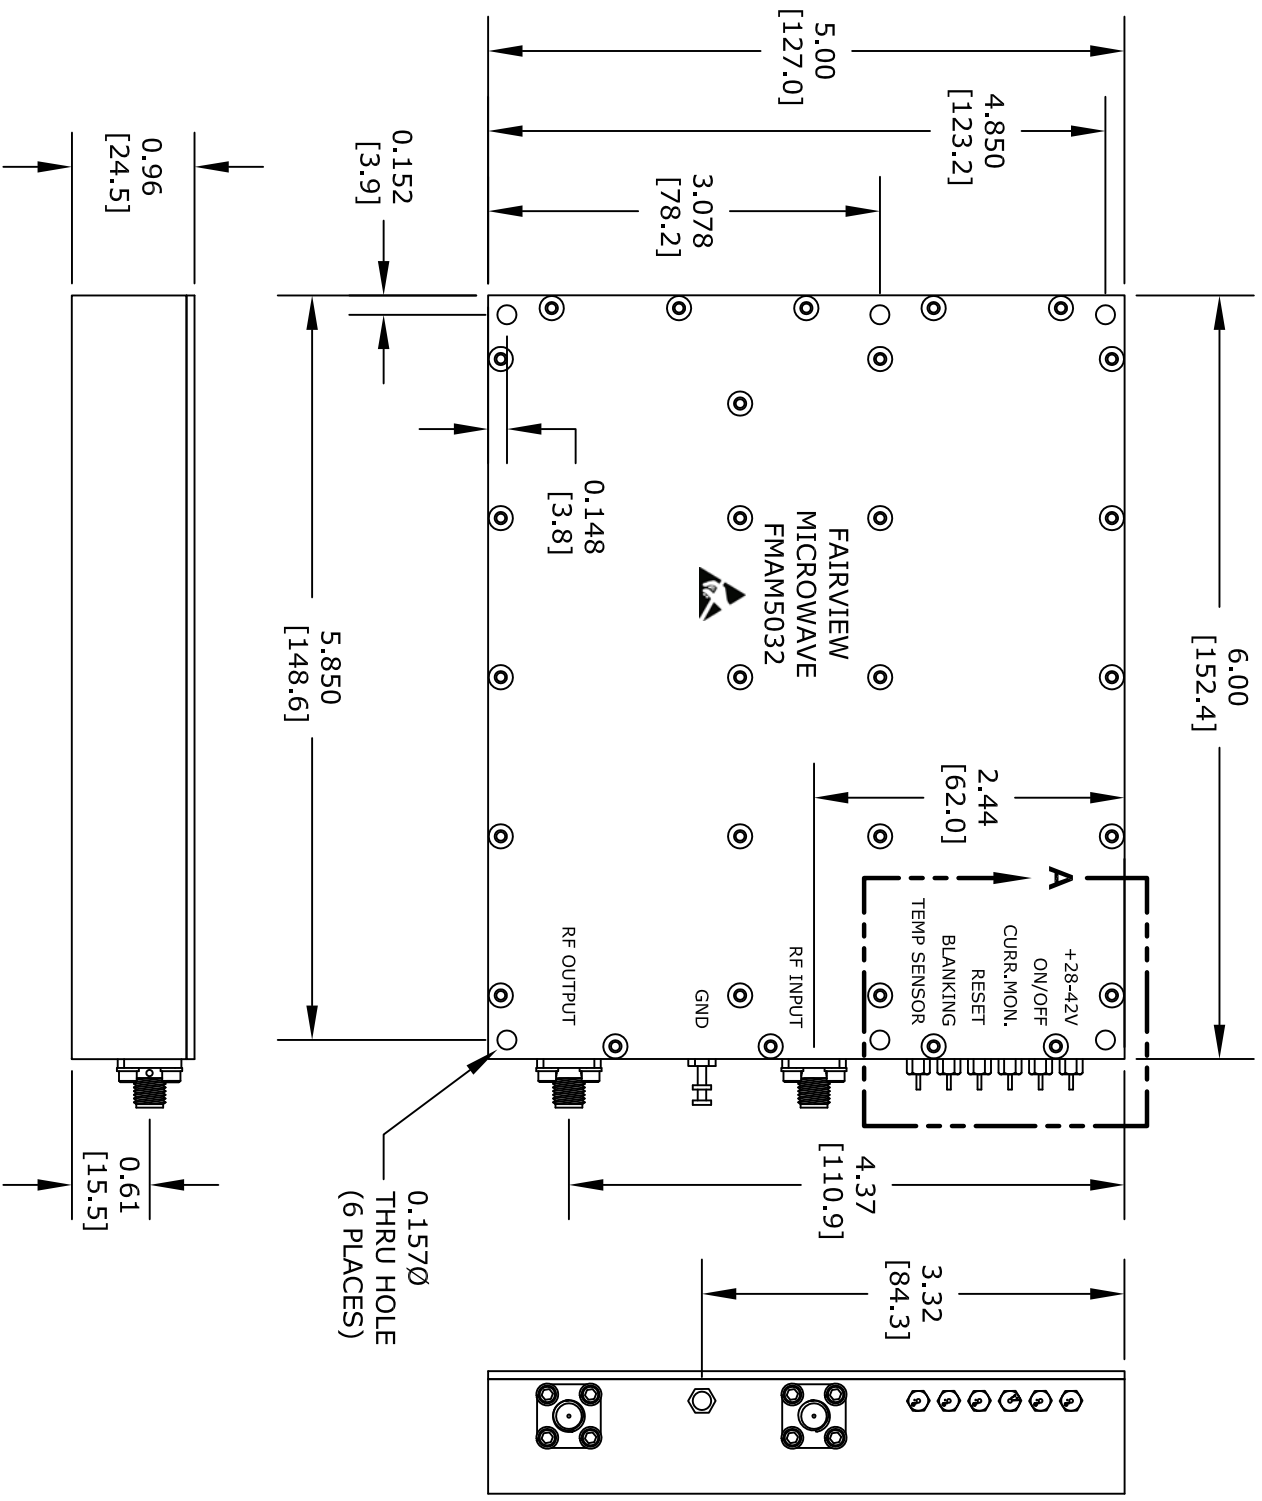 6.00
[152.4]
2.44
[62.0]
A
+28-42V
ON/OFF
CURR.MON.
RESET
BLANKING
TEMP SENSOR
RF INPUT
GND
RF OUTPUT
FAIRVIEW
MICROWAVE
FMAM5032
5.00
[127.0]
4.850
[123.2]
3.078
[78.2]
0.152
[3.9]
0.148
[3.8]
0.96
[24.5]
5.850
[148.6]
4.37
[110.9]
3.32
[84.3]
0.157Ø
THRU HOLE
(6 PLACES)
0.61
[15.5]